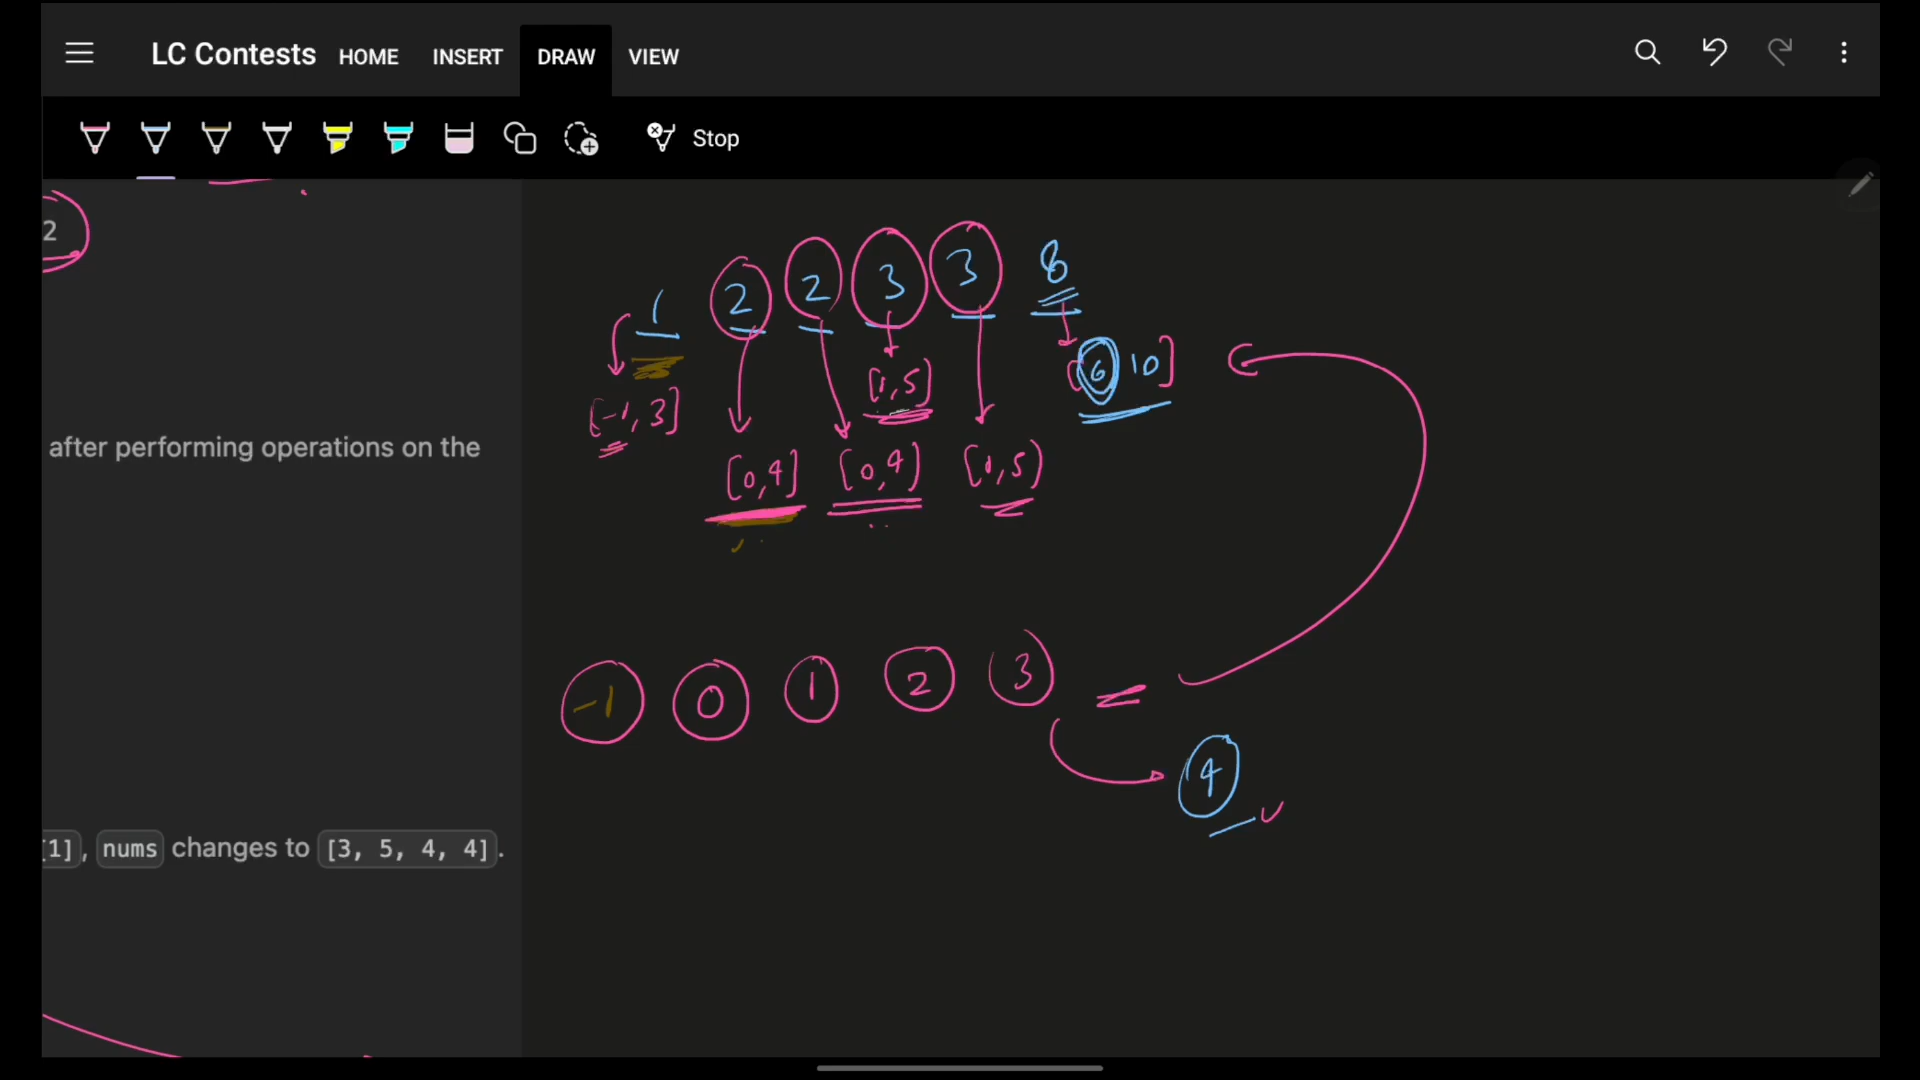 LC Contests HOME INSERT DRAW VIEW
Stop
2
1 2 2 3 3 8
[6 10]
[1,5]
[-1,3]
[0,4] [0,4] [1,5)
after performing operations on the
-1 0 1 2 3
4
[1], nums changes to [3, 5, 4, 4].